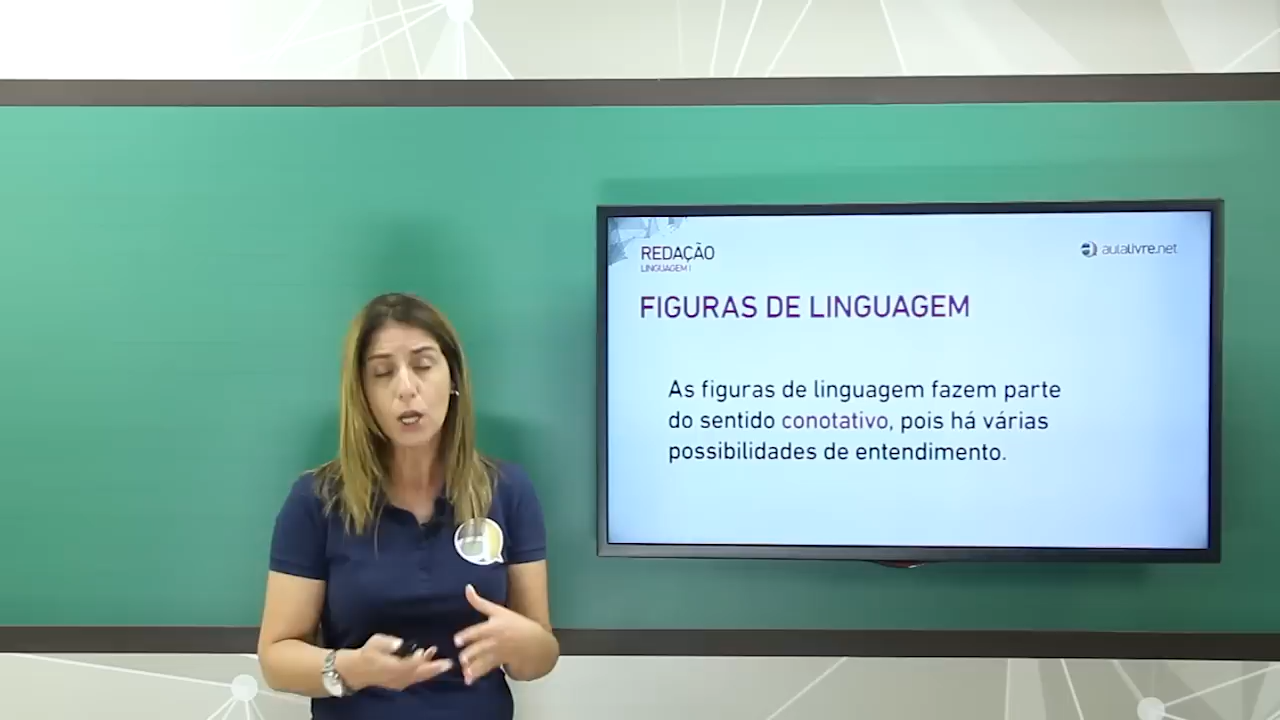 REDAÇÃO
LINGUAGEM I
aulalivre.net
FIGURAS DE LINGUAGEM
As figuras de linguagem fazem parte
do sentido conotativo, pois há várias
possibilidades de entendimento.